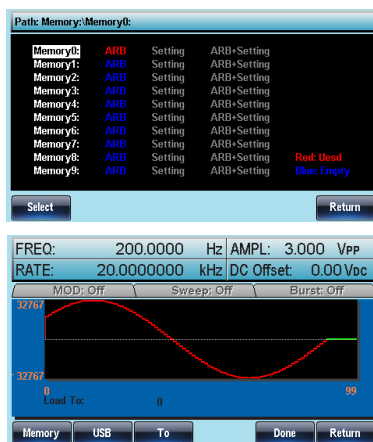 Path: Memory:\Memory0:
Memory0: ARB Setting ARB+Setting
Memory1: ARB Setting ARB+Setting
Memory2: ARB Setting ARB+Setting
Memory3: ARB Setting ARB+Setting
Memory4: ARB Setting ARB+Setting
Memory5: ARB Setting ARB+Setting
Memory6: ARB Setting ARB+Setting
Memory7: ARB Setting ARB+Setting
Memory8: ARB Setting ARB+Setting Red: Uesd
Memory9: ARB Setting ARB+Setting Blue: Empty
Select Return
FREQ: 200.0000 Hz AMPL: 3.000 VPP
RATE: 20.0000000 kHz DC Offset: 0.00 VDC
MOD: Off Sweep: Off Burst: Off
32767
- 32767
0 99
Load To: 0
Memory USB To Done Return